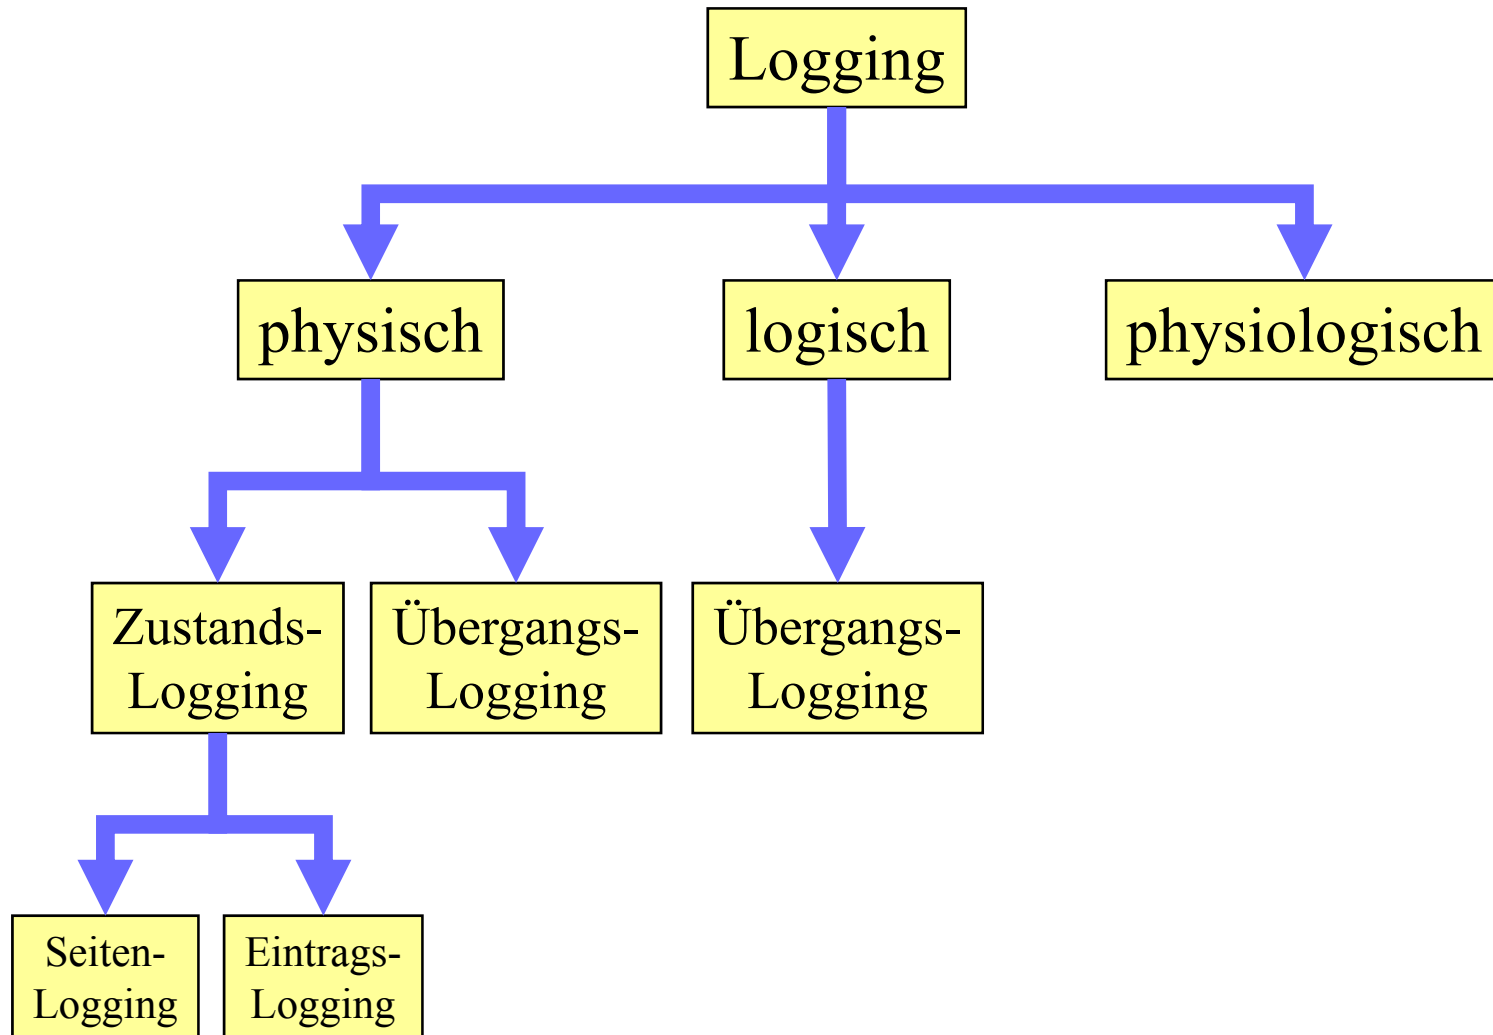 Logging
physisch
logisch
physiologisch
Zustands-
Logging
Übergangs-
Logging
Übergangs-
Logging
Seiten-
Logging
Eintrags-
Logging